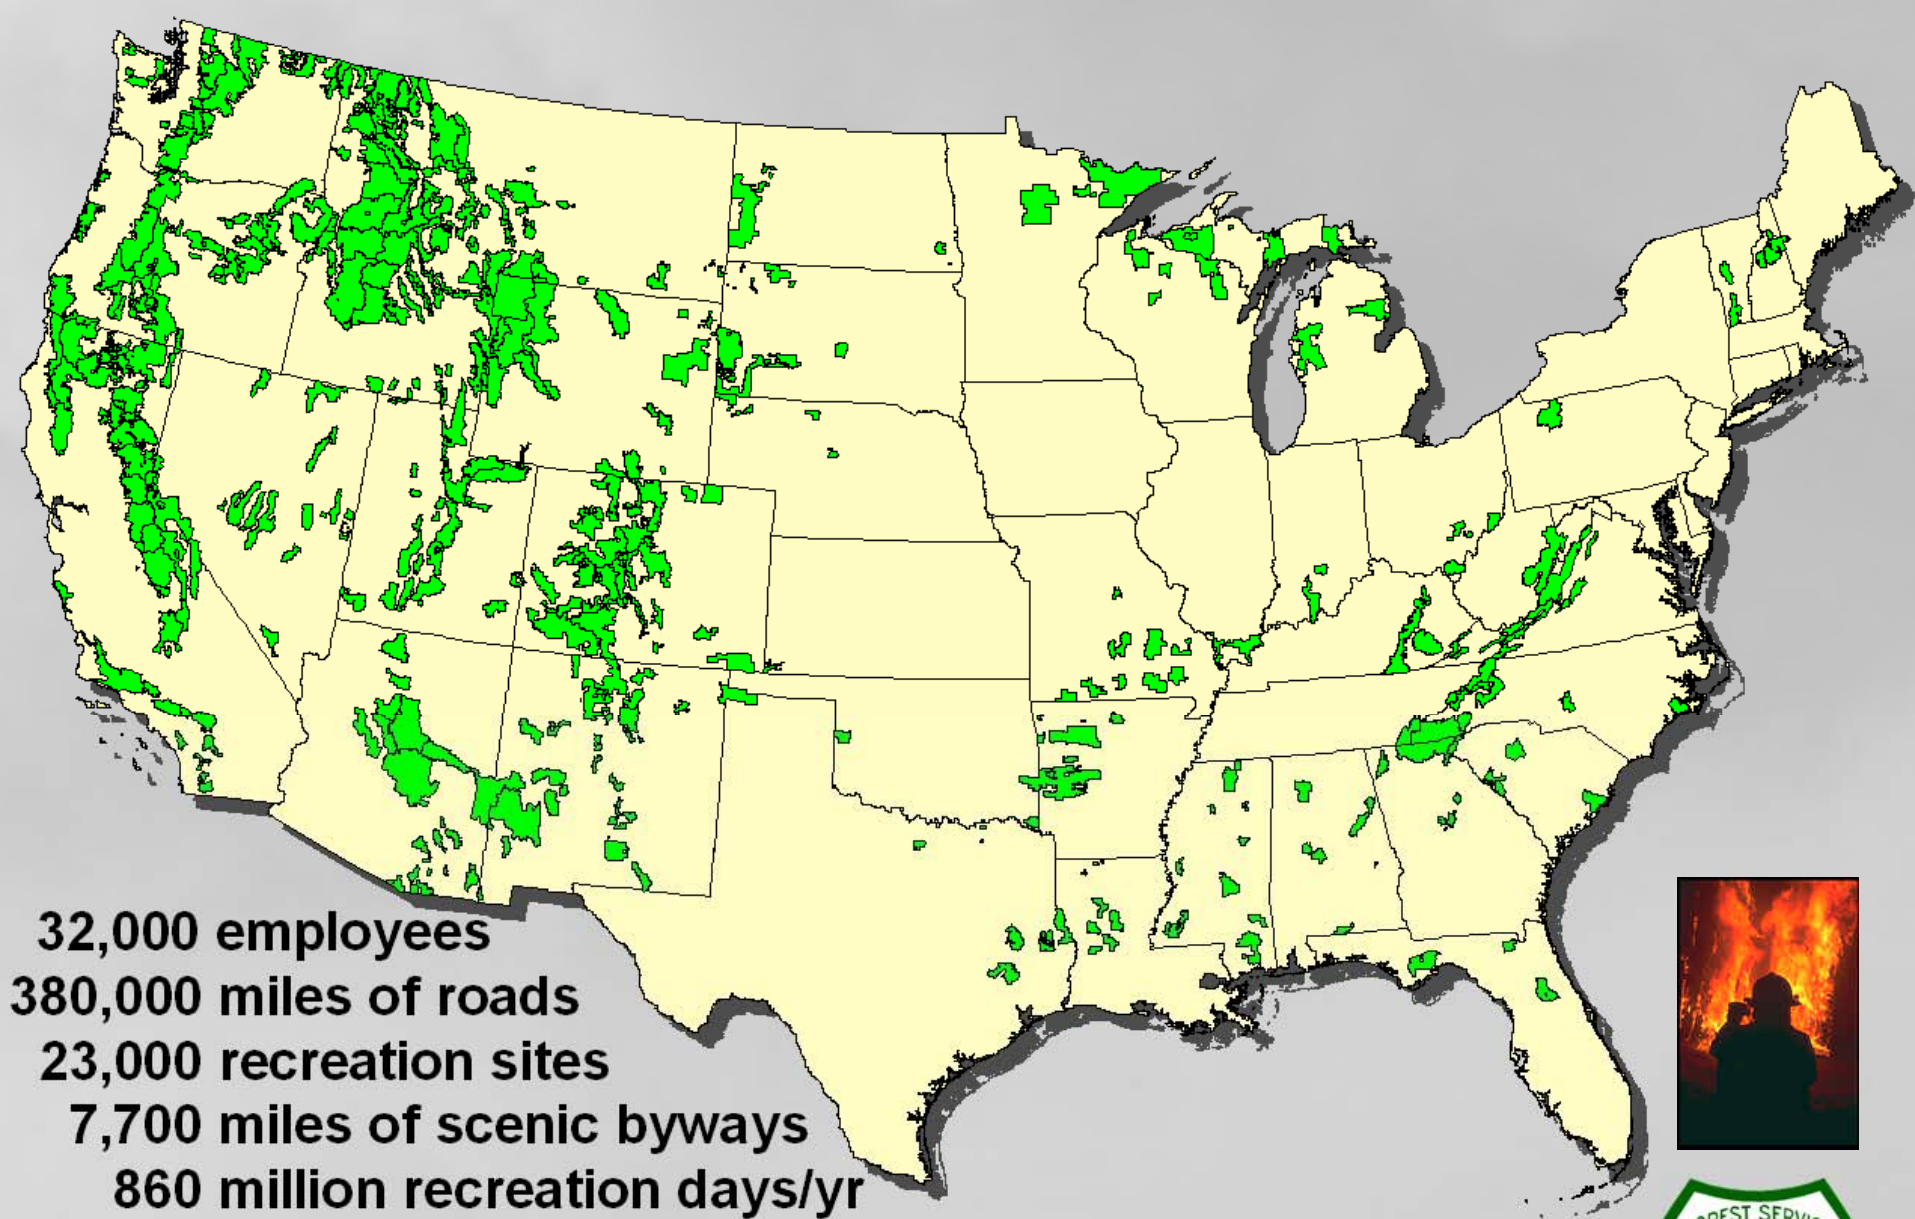 32,000 employees
380,000 miles of roads
23,000 recreation sites
7,700 miles of scenic byways
860 million recreation days/yr